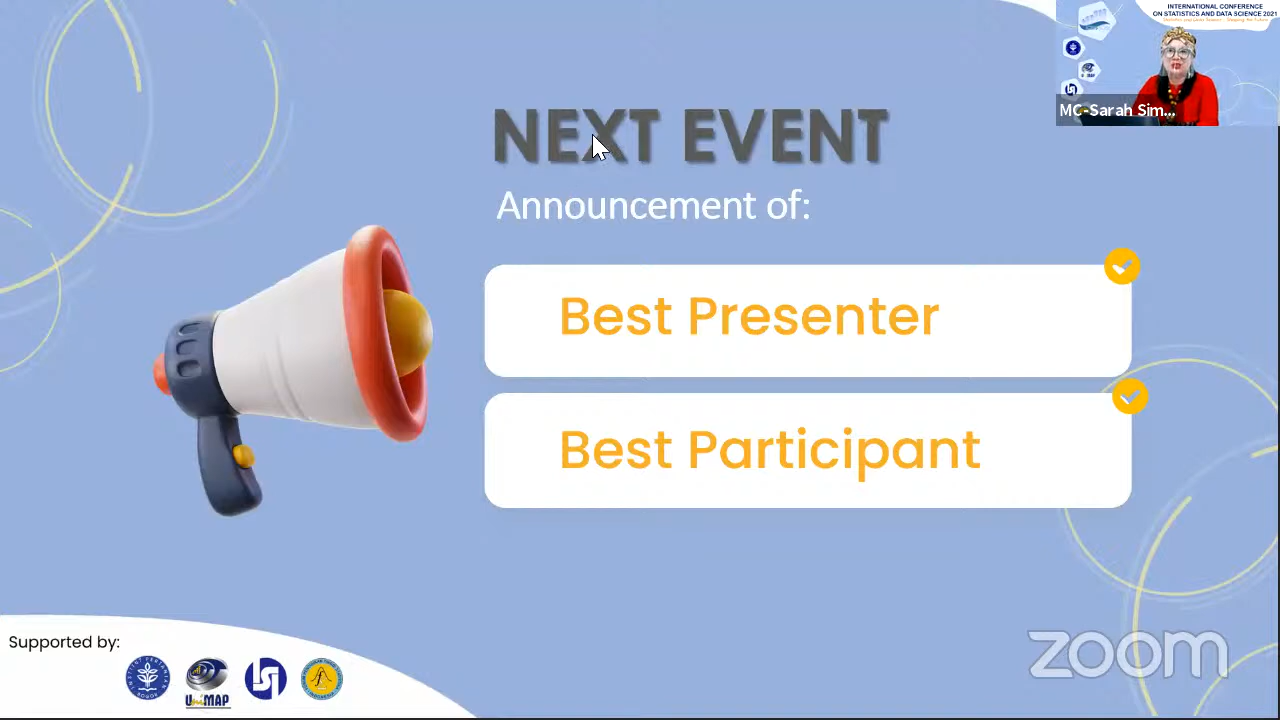 INTERNATIONAL CONFERENCE
ON STATISTICS AND DATA SCIENCE 2021
MC-Sarah Sim...
NEXT EVENT
Announcement of:
Best Presenter
Best Participant
Supported by:
UniMAP
zoom